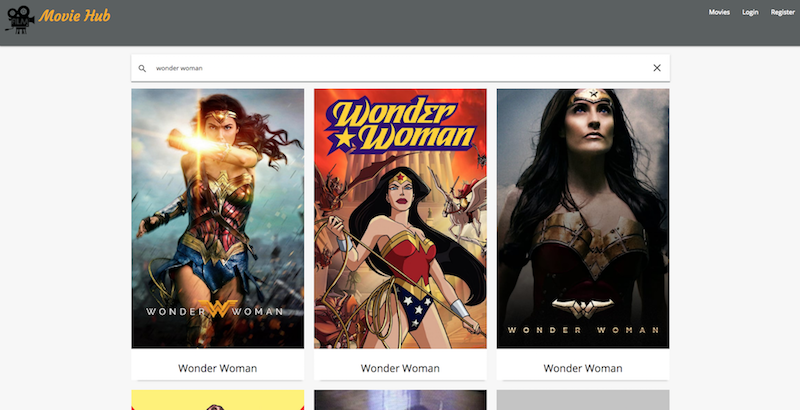 FILM
Movie Hub
Movies Login Register
wonder woman
WONDER WOMAN
Wonder
Woman
WONDER WOMAN
Wonder Woman
Wonder Woman
Wonder Woman